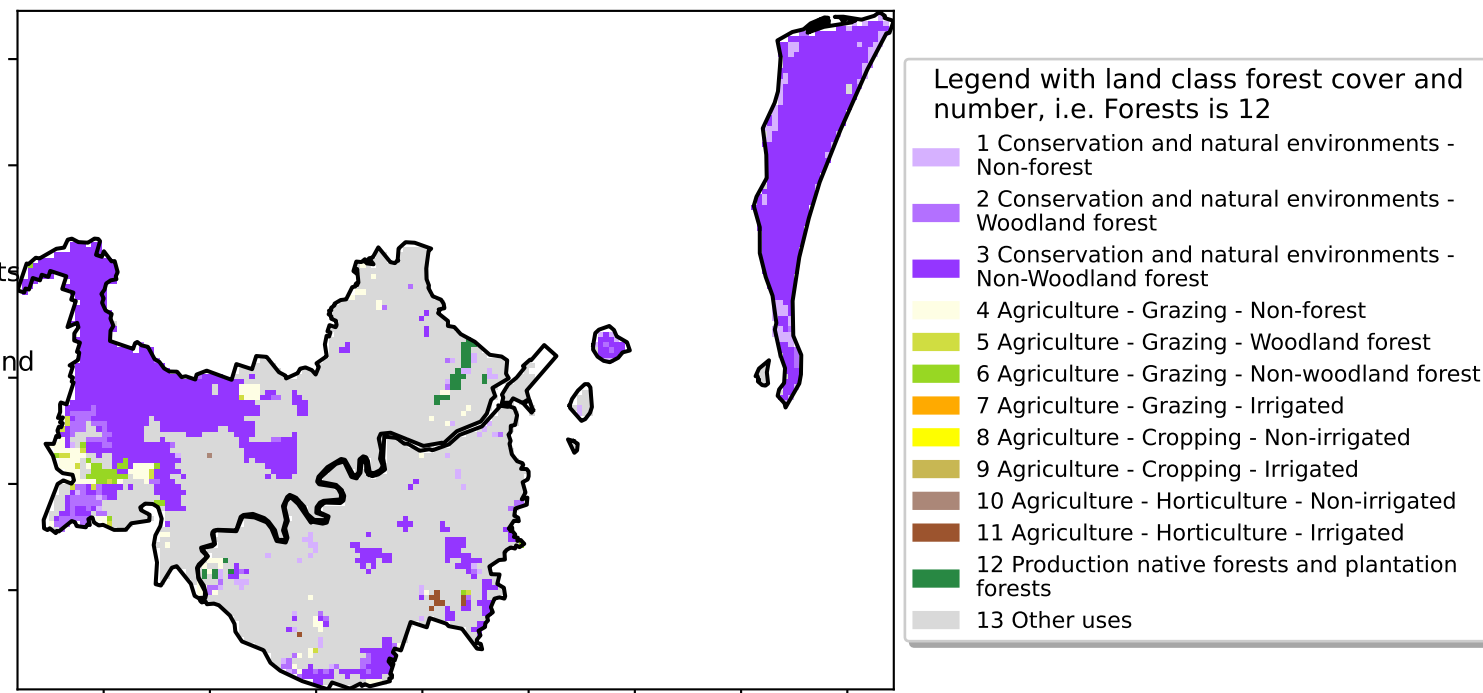 Legend with land class forest cover and
number, i.e. Forests is 12
1 Conservation and natural environments -
Non-forest
2 Conservation and natural environments -
Woodland forest
3 Conservation and natural environments -
Non-Woodland forest
4 Agriculture - Grazing - Non-forest
5 Agriculture - Grazing - Woodland forest
6 Agriculture - Grazing - Non-woodland forest
7 Agriculture - Grazing - Irrigated
8 Agriculture - Cropping - Non-irrigated
9 Agriculture - Cropping - Irrigated
10 Agriculture - Horticulture - Non-irrigated
11 Agriculture - Horticulture - Irrigated
12 Production native forests and plantation
forests
13 Other uses
ts
nd